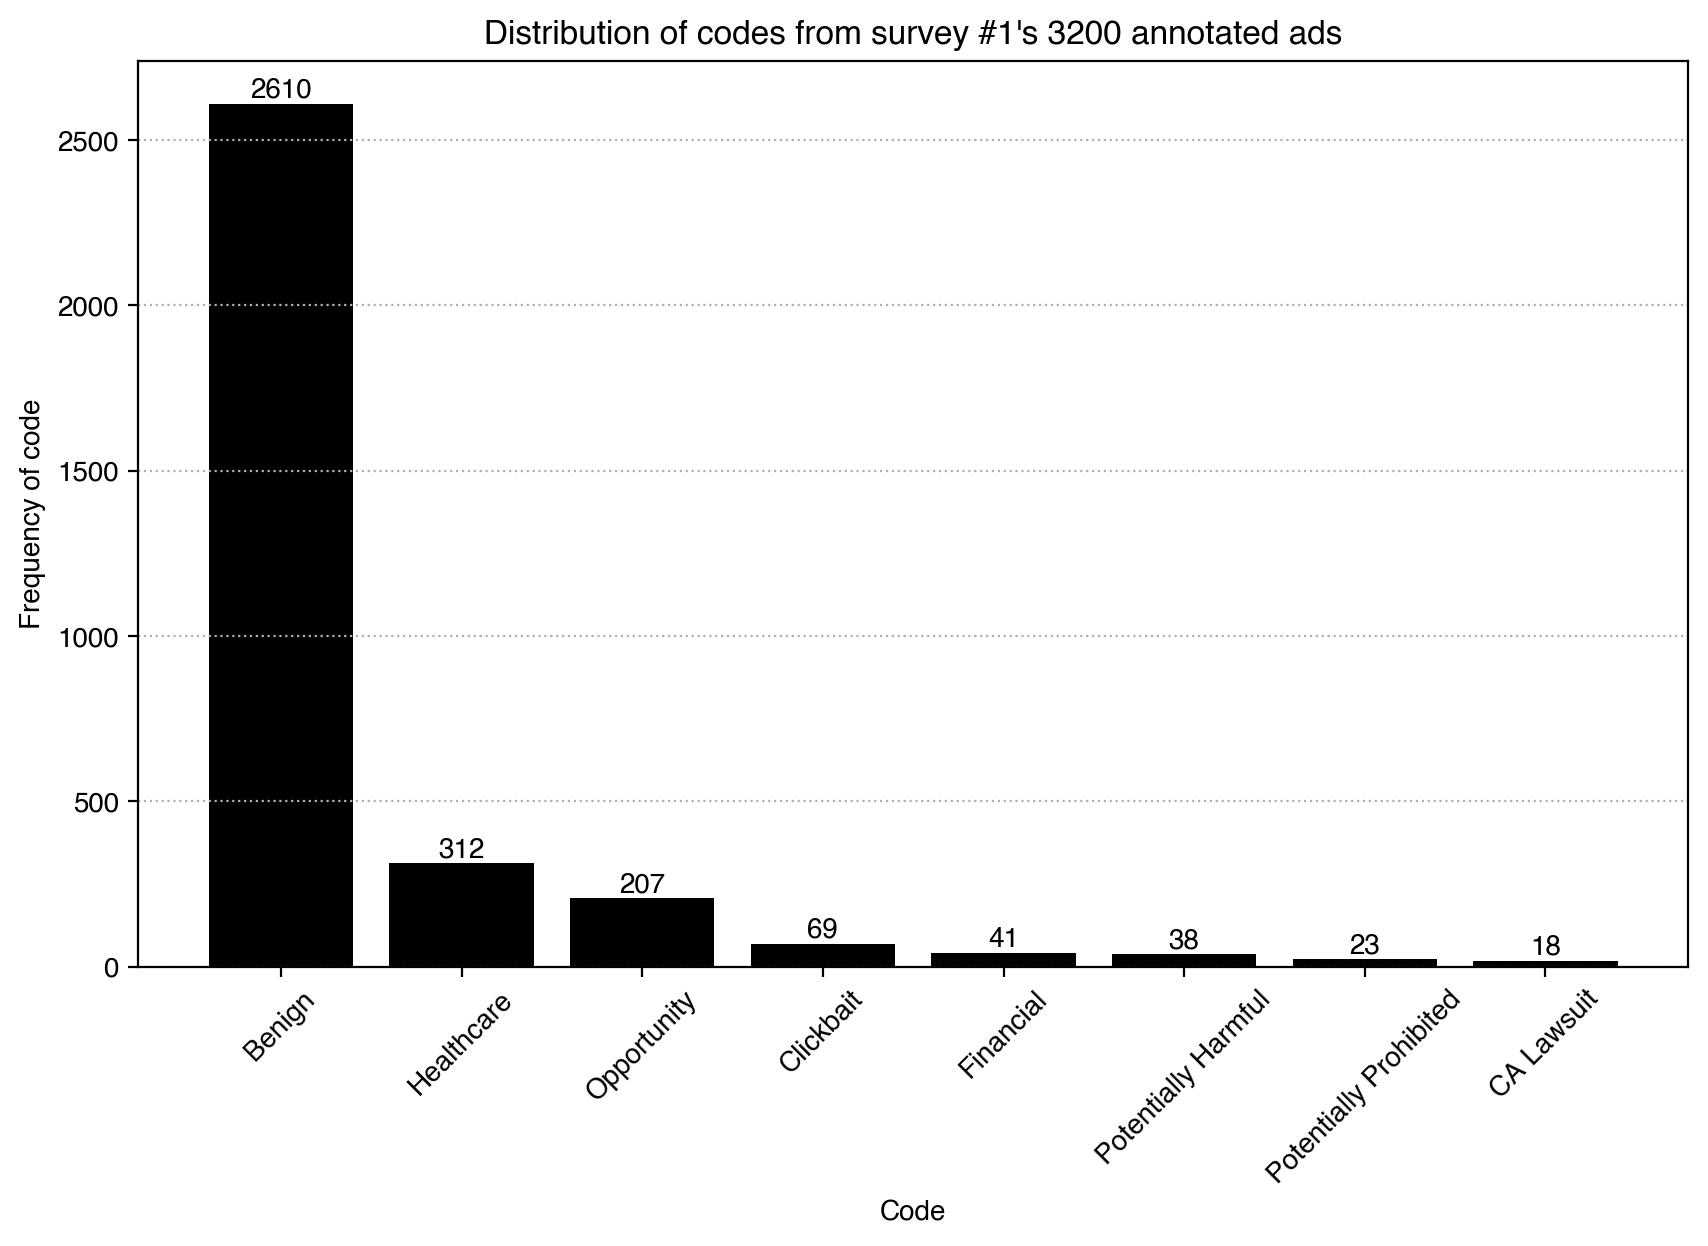 Distribution of codes from survey #1's 3200 annotated ads
Frequency of code
2500
2000
1500
1000
500
0
2610
312
207
69
41
38
23
18
Benign
Healthcare
Opportunity
Clickbait
Financial
Potentially Harmful
Potentially Prohibited
CA Lawsuit
Code